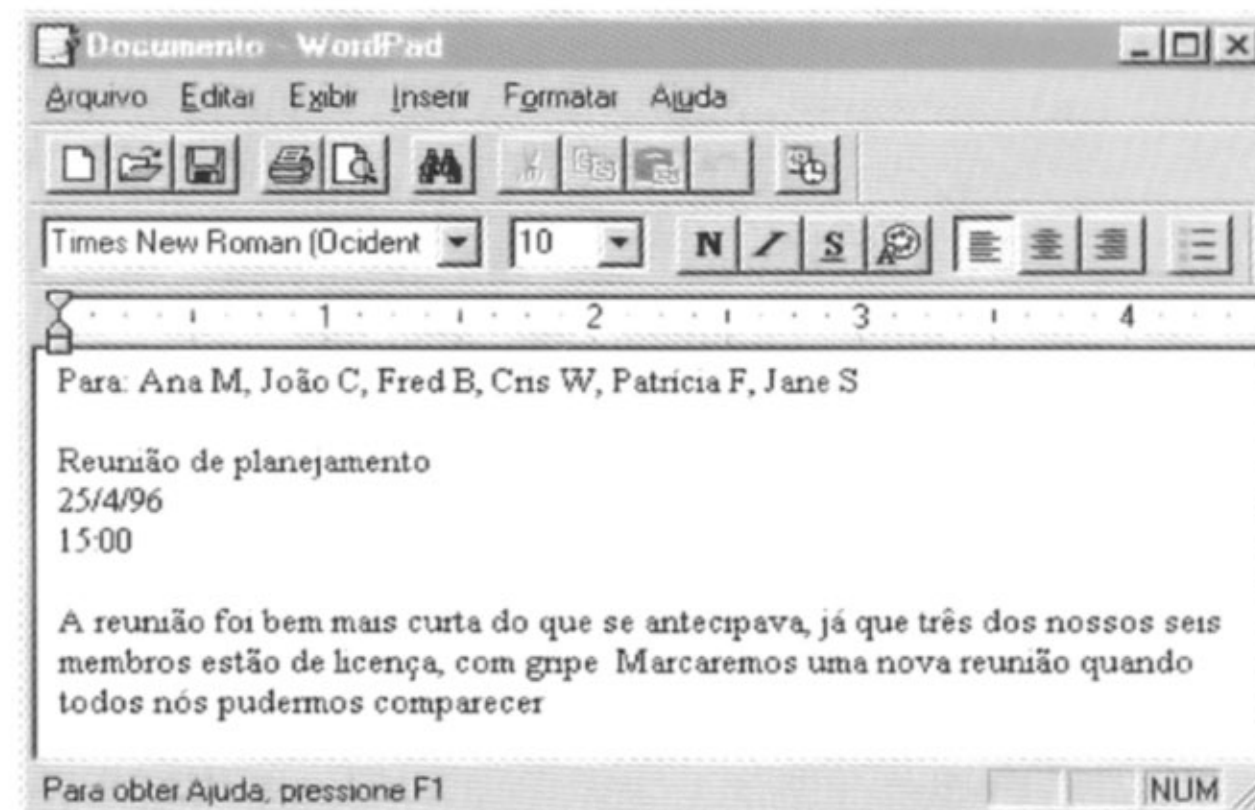 Documento - WordPad
Arquivo Editar Exibir Inserir Formatar Ajuda
Times New Roman (Ocident 10 N I S
1 2 3 4
Para: Ana M, João C, Fred B, Cris W, Patrícia F, Jane S
Reunião de planejamento
25/4/96
15:00
A reunião foi bem mais curta do que se antecipava, já que três dos nossos seis
membros estão de licença, com gripe Marcaremos uma nova reunião quando
todos nós pudermos comparecer
Para obter Ajuda, pressione F1 NUM